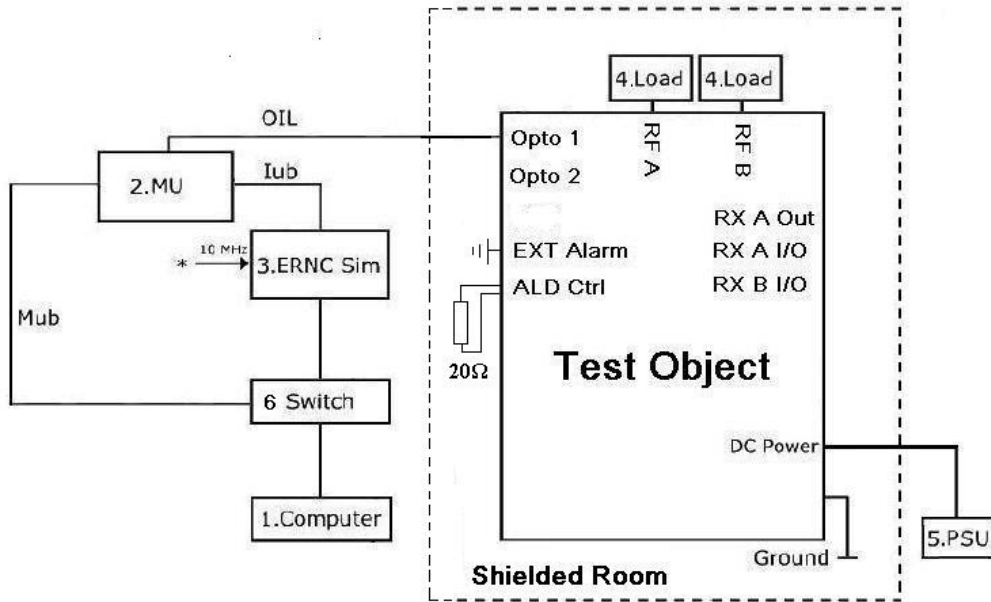 4.Load
4.Load
OIL
Opto 1
RF A
RF B
2.MU
Iub
Opto 2
RX A Out
10 MHz
*
3.ERNC Sim
EXT Alarm
RX A I/O
ALD Ctrl
RX B I/O
Mub
20Ω
Test Object
6 Switch
DC Power
1.Computer
5.PSU
Ground
Shielded Room